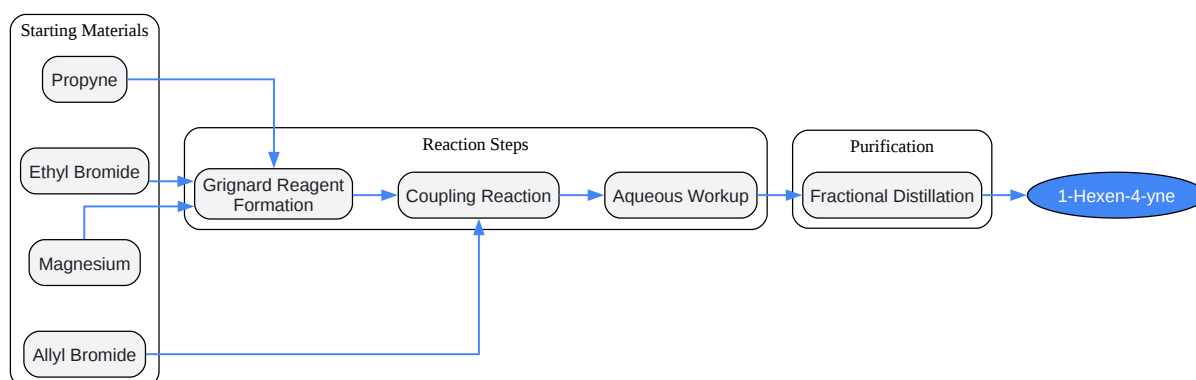 Starting Materials
Propyne
Ethyl Bromide
Magnesium
Allyl Bromide
Reaction Steps
Grignard Reagent
Formation
Coupling Reaction
Aqueous Workup
Purification
Fractional Distillation
1-Hexen-4-yne